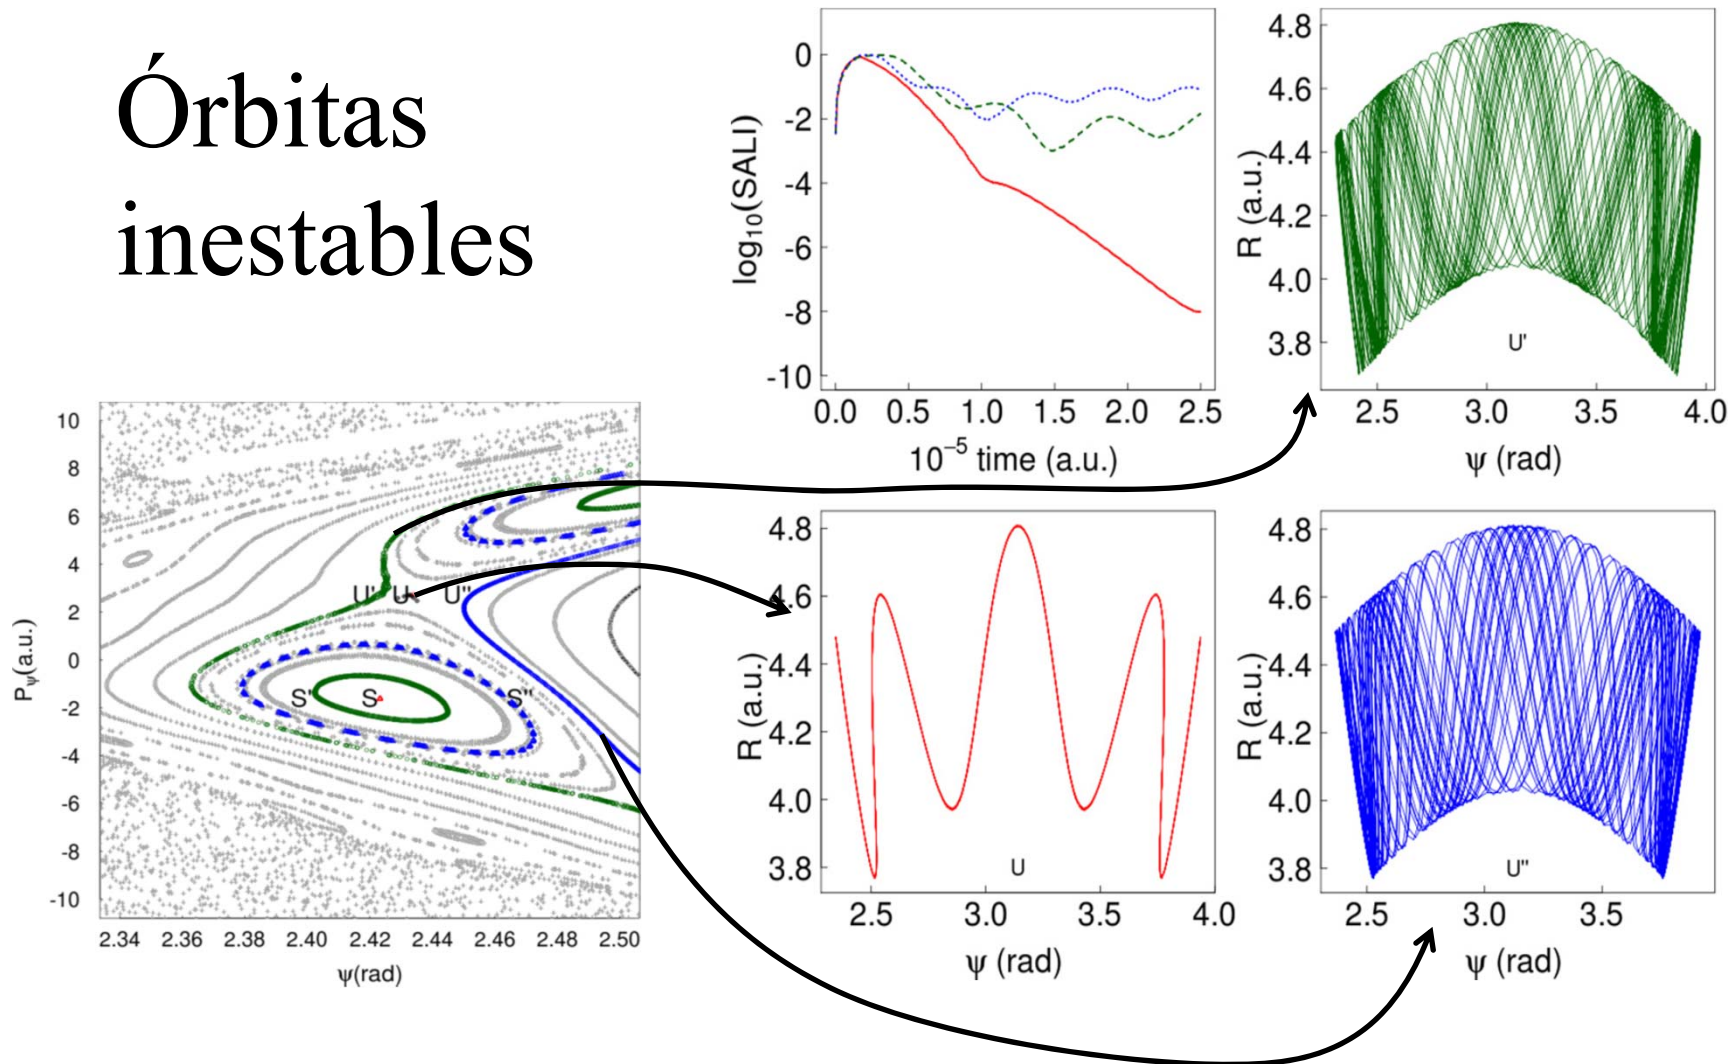 Órbitas
inestables
0
-2
-4
-6
-8
-10
log₁₀(SALI)
0.0 0.5 1.0 1.5 2.0 2.5
10⁻⁵ time (a.u.)
4.8
4.6
4.4
4.2
4.0
3.8
R (a.u.)
U'
2.5 3.0 3.5 4.0
ψ (rad)
10
8
6
4
2
0
-2
-4
-6
-8
-10
Pψ(a.u.)
U' U U''
S' S S''
2.34 2.36 2.38 2.40 2.42 2.44 2.46 2.48 2.50
ψ(rad)
4.8
4.6
4.4
4.2
4.0
3.8
R (a.u.)
U
2.5 3.0 3.5 4.0
ψ (rad)
4.8
4.6
4.4
4.2
4.0
3.8
R (a.u.)
U''
2.5 3.0 3.5
ψ (rad)